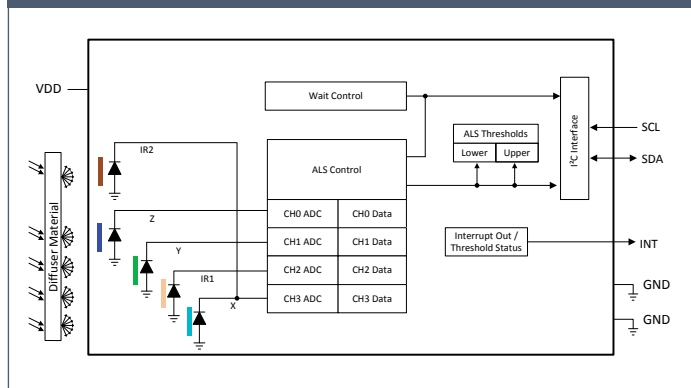 VDD
Wait Control
ALS Thresholds
Lower
Upper
I²C Interface
SCL
SDA
IR2
ALS Control
Diffuser Material
Z
CH0 ADC
CH0 Data
Y
CH1 ADC
CH1 Data
Interrupt Out /
Threshold Status
INT
IR1
CH2 ADC
CH2 Data
X
CH3 ADC
CH3 Data
GND
GND